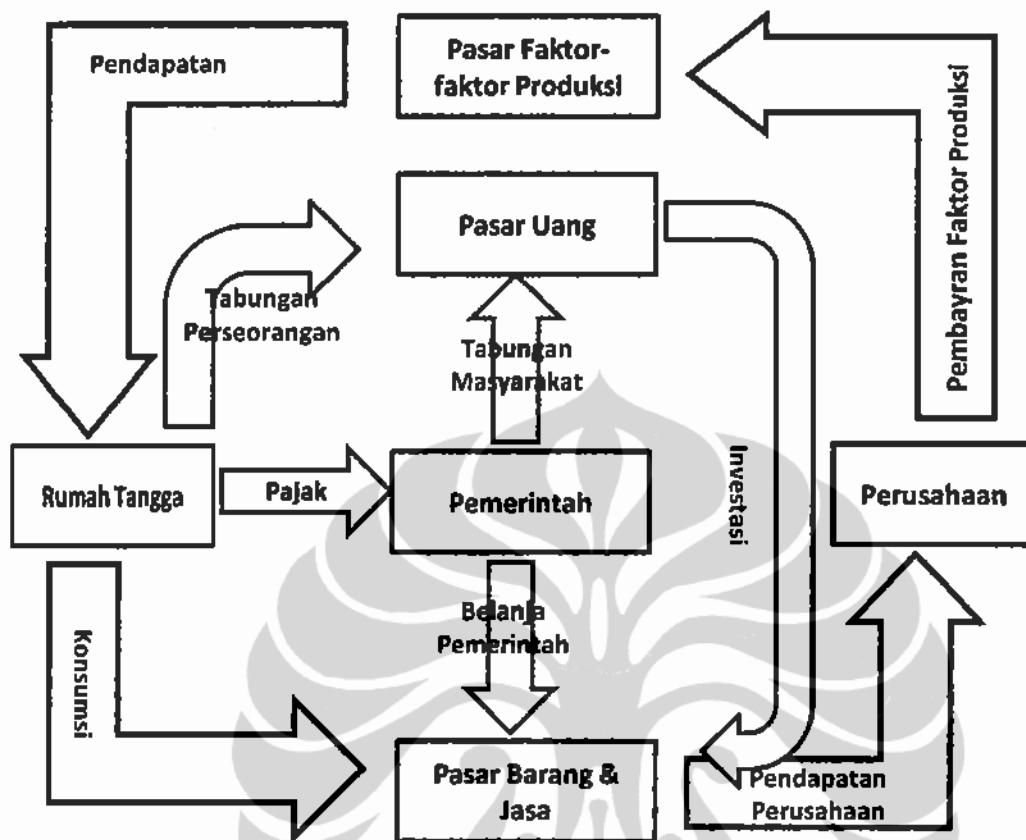 Pendapatan
Pasar Faktor-
faktor Produksi
Pembayran Faktor Produksi
Pasar Uang
Tabungan
Perseorangan
Tabungan
Masyarakat
Investasi
Rumah Tangga
Pajak
Pemerintah
Perusahaan
Konsumsi
Belanja
Pemerintah
Pasar Barang &
Jasa
Pendapatan
Perusahaan